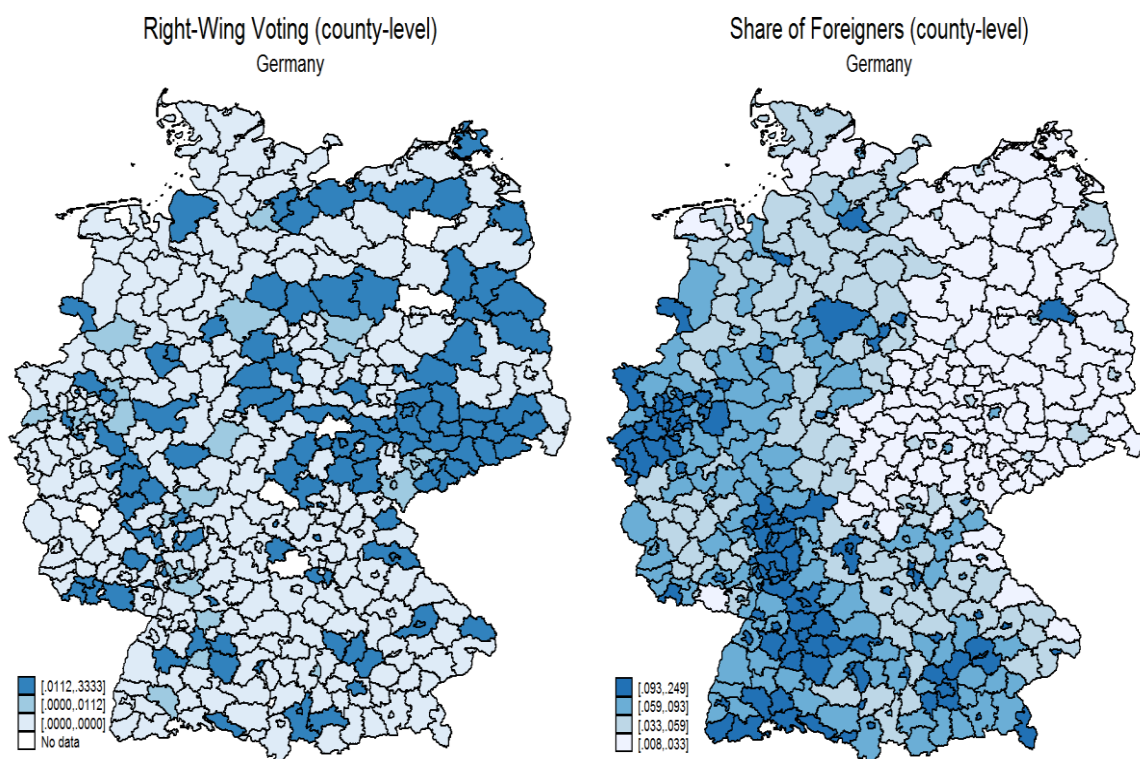 Right-Wing Voting (county-level)
Germany
[.0112,.3333]
[.0000,.0112]
[.0000,.0000]
No data
Share of Foreigners (county-level)
Germany
[.093,.249]
[.059,.093]
[.033,.059]
[.008,.033]